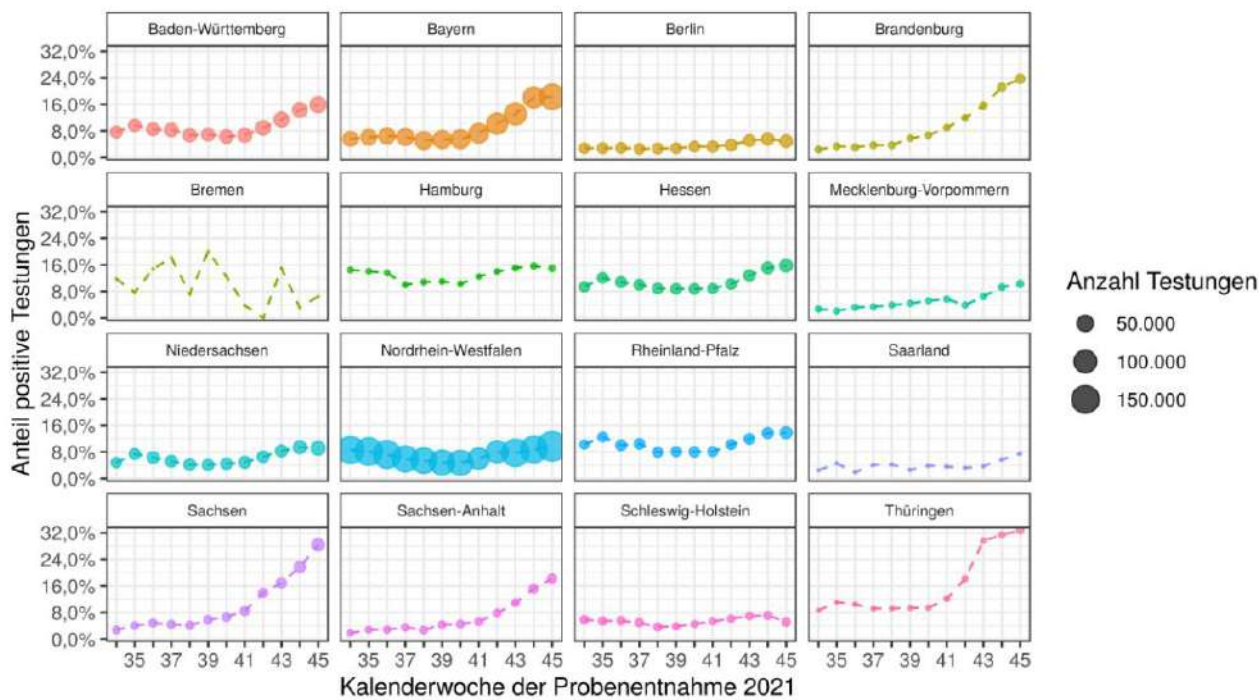 Baden-Württemberg
Bayern
Berlin
Brandenburg
32,0%
24,0%
16,0%
8,0%
0,0%
Bremen
Hamburg
Hessen
Mecklenburg-Vorpommern
32,0%
24,0%
16,0%
8,0%
0,0%
Niedersachsen
Nordrhein-Westfalen
Rheinland-Pfalz
Saarland
32,0%
24,0%
16,0%
8,0%
0,0%
Sachsen
Sachsen-Anhalt
Schleswig-Holstein
Thüringen
32,0%
24,0%
16,0%
8,0%
0,0%
35 37 39 41 43 45 35 37 39 41 43 45 35 37 39 41 43 45 35 37 39 41 43 45
Kalenderwoche der Probenentnahme 2021
Anteil positive Testungen
Anzahl Testungen
50.000
100.000
150.000